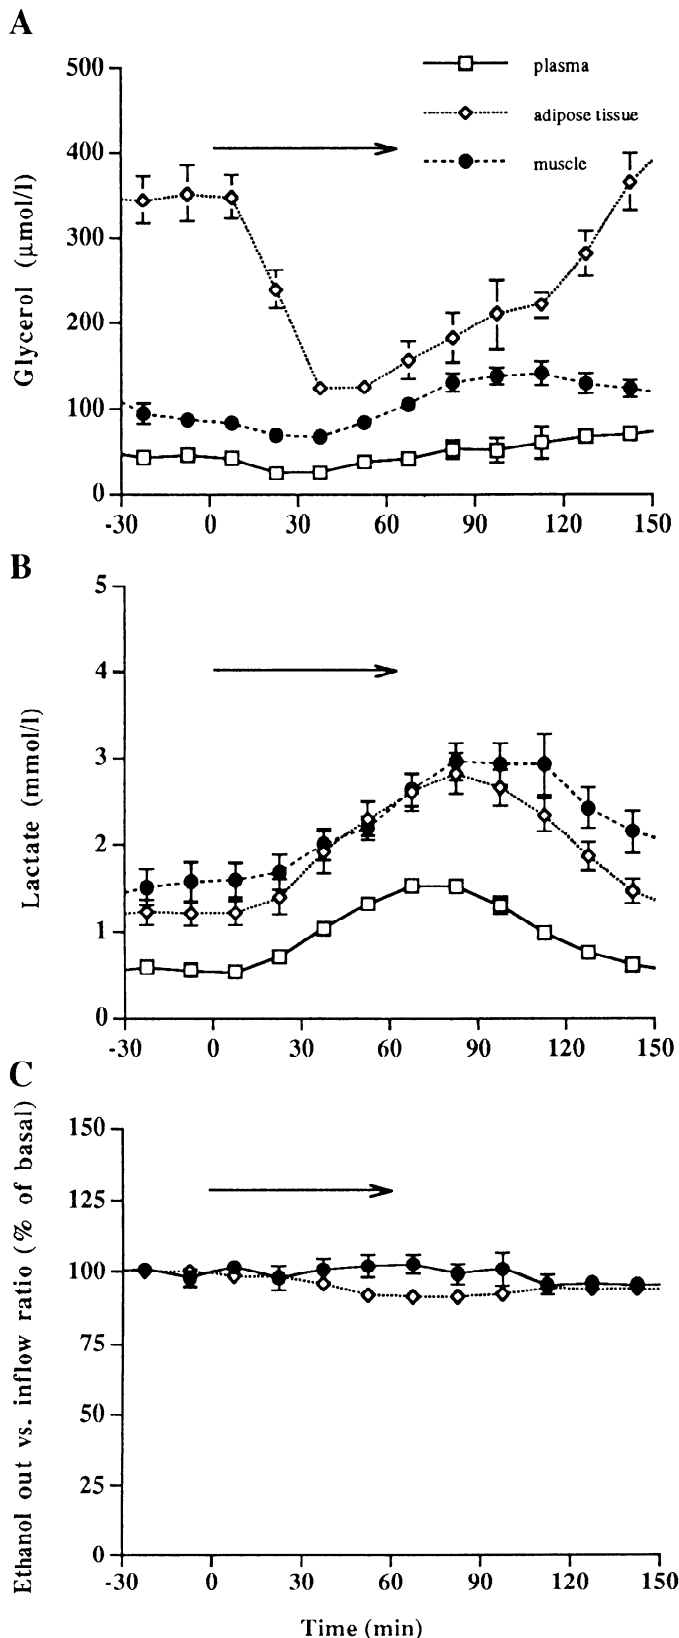 A
plasma
adipose tissue
muscle
Glycerol (μmol/l)
500
400
300
200
100
0
-30 0 30 60 90 120 150
B
Lactate (mmol/l)
5
4
3
2
1
0
-30 0 30 60 90 120 150
C
Ethanol out vs. inflow ratio (% of basal)
150
125
100
75
50
25
0
-30 0 30 60 90 120 150
Time (min)